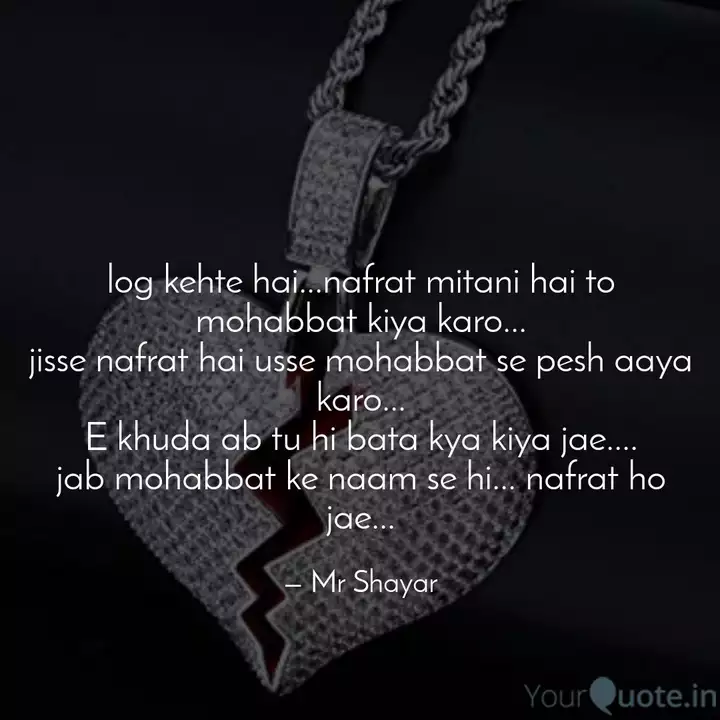 log kehte hai...nafrat mitani hai to
mohabbat kiya karo...
jisse nafrat hai usse mohabbat se pesh aaya
karo...
E khuda ab tu hi bata kya kiya jae....
jab mohabbat ke naam se hi... nafrat ho
jae...
– Mr Shayar
YourQuote.in